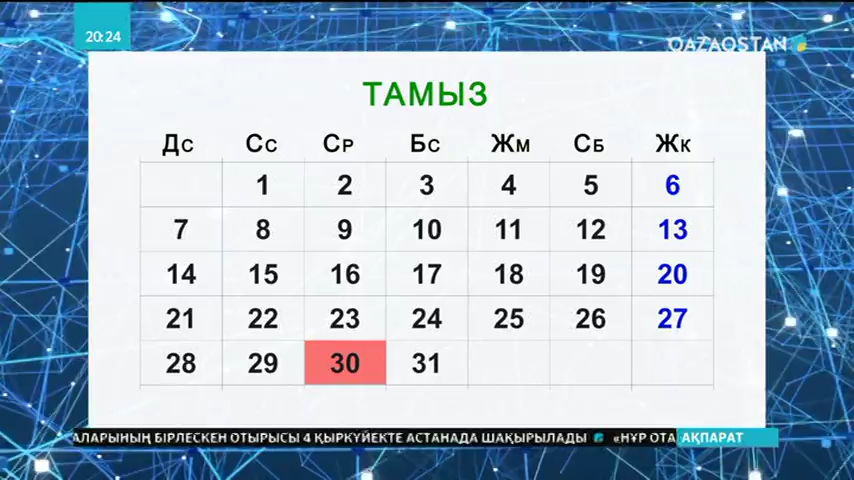 20:24
QAZAQSTAN
ТАМЫЗ
Дс Сс Ср Бс Жм Сб Жк
1 2 3 4 5 6
7 8 9 10 11 12 13
14 15 16 17 18 19 20
21 22 23 24 25 26 27
28 29 30 31
АЛАРЫНЫҢ БІРЛЕСКЕН ОТЫРЫСЫ 4 ҚЫРКҮЙЕКТЕ АСТАНАДА ШАҚЫРЫЛАДЫ «НҰР ОТА АҚПАРАТ